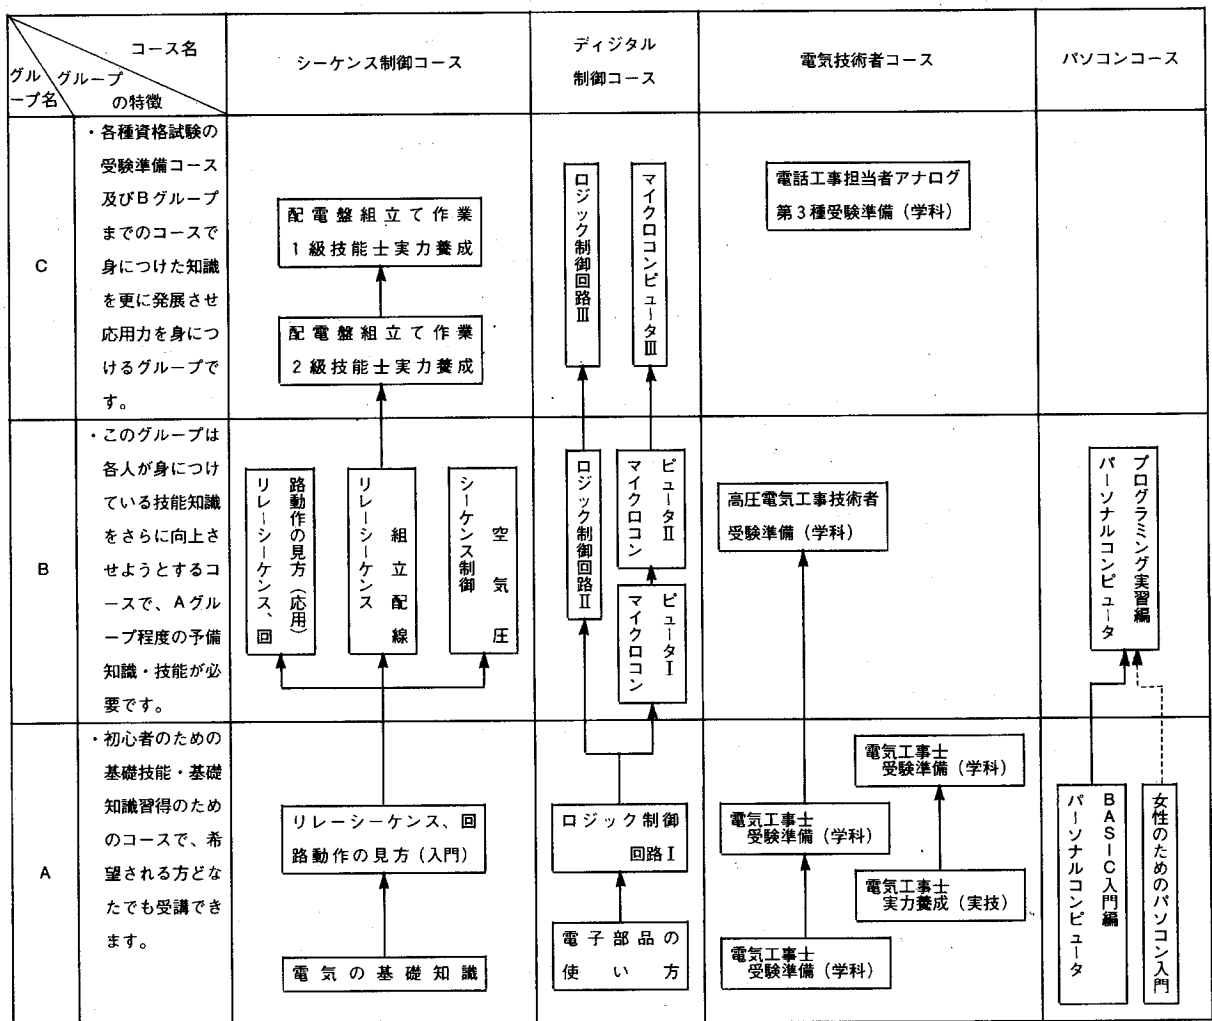 コース名
グループ
の特徴
グル
ープ名
シーケンス制御コース
ディジタル
制御コース
電気技術者コース
パソコンコース
C
・各種資格試験の
受験準備コース
及びBグループ
までのコースで
身につけた知識
を更に発展させ
応用力を身につ
けるグループで
す。
配電盤組立て作業
1級技能士実力養成
配電盤組立て作業
2級技能士実力養成
ロジック制御回路Ⅲ
マイクロコンピュータⅢ
電話工事担当者アナログ
第3種受験準備(学科)
B
・このグループは
各人が身につけ
ている技能知識
をさらに向上さ
せようとするコ
ースで、Aグル
ープ程度の予備
知識・技能が必
要です。
リレーシーケンス、回
路動作の見方(応用)
リレーシーケンス
組立配線
シーケンス制御
空気圧
ロジック制御回路Ⅱ
マイクロコン
ピュータⅡ
マイクロコン
ピュータⅠ
高圧電気工事技術者
受験準備(学科)
パーソナルコンピュータ
プログラミング実習編
A
・初心者のための
基礎技能・基礎
知識習得のため
のコースで、希
望される方どな
たでも受講でき
ます。
リレーシーケンス、回
路動作の見方(入門)
電気の基礎知識
ロジック制御
回路Ⅰ
電子部品の
使い方
電気工事士
受験準備(学科)
電気工事士
受験準備(学科)
電気工事士
実力養成(実技)
電気工事士
受験準備(学科)
パーソナルコンピュータ
BASIC入門編
女性のためのパソコン入門